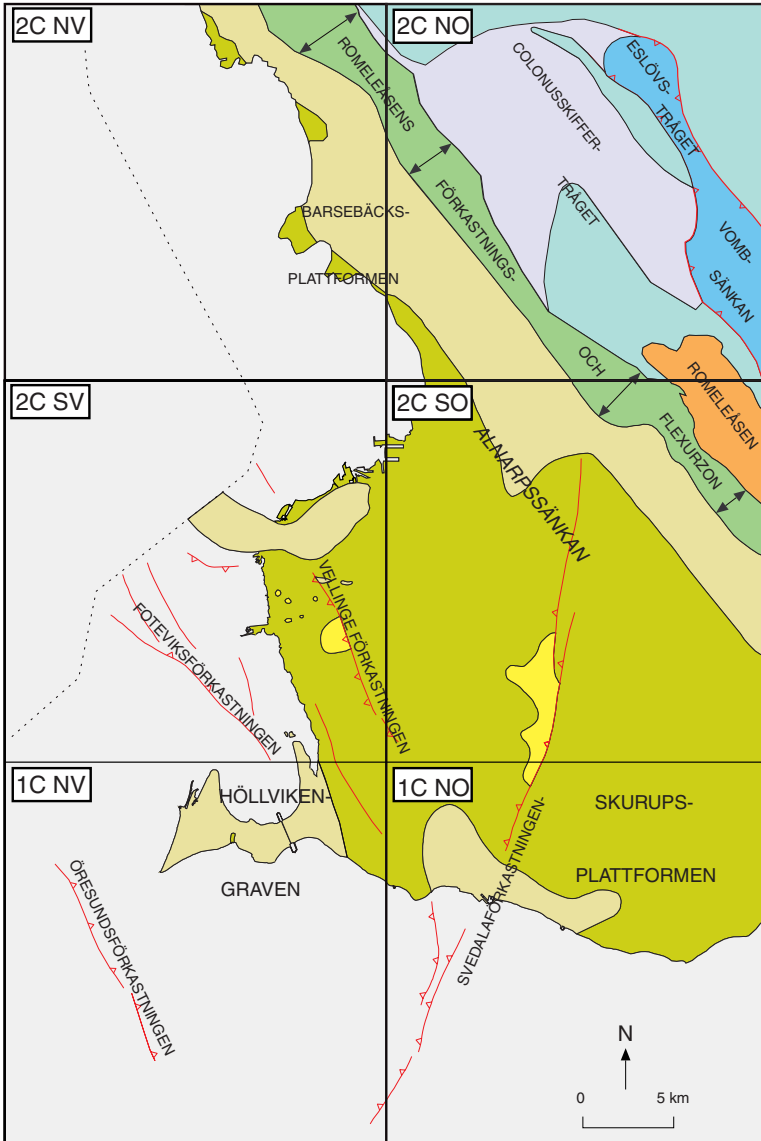 2C NV
2C NO
ROMELEÅSENS
FÖRKASTNINGS-
OCH
FLEXURZON
COLONUSSKIFFER-
TRÅGET
ESLÖVS-
TRÅGET
VOMB-
SÄNKAN
BARSEBÄCKS-
PLATTFORMEN
ROMELEÅSEN
2C SV
2C SO
ALNARPSSÄNKAN
VELLINGE FÖRKASTNINGEN
FOTEVIKSFÖRKASTNINGEN
1C NV
1C NO
HÖLLVIKEN-
GRAVEN
SKURUPS-
PLATTFORMEN
SVEDALAFÖRKASTNINGEN-
ÖRESUNDSFÖRKASTNINGEN
N
0 5 km